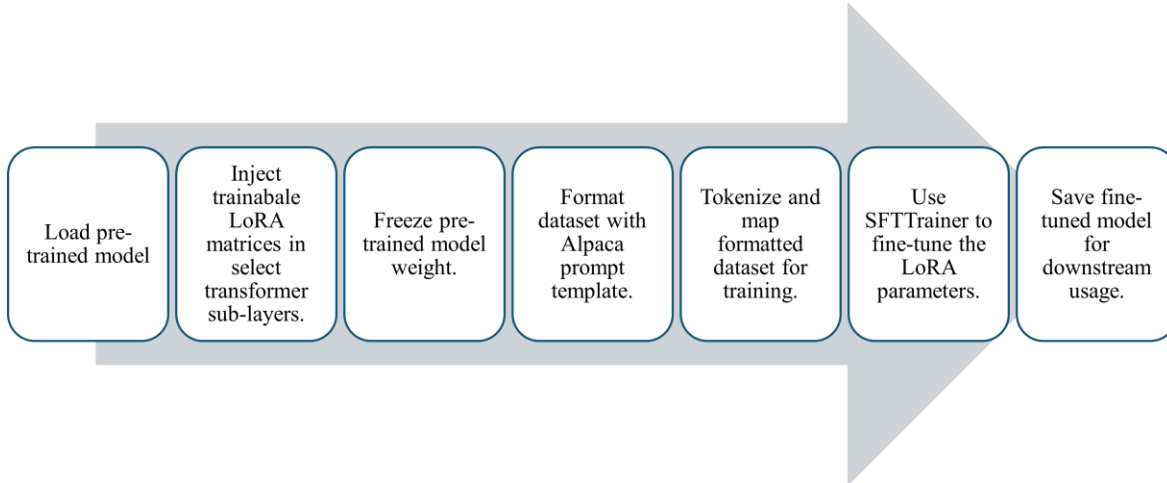 Load pre-
trained model
Inject
trainabale
LoRA
matrices in
select
transformer
sub-layers.
Freeze pre-
trained model
weight.
Format
dataset with
Alpaca
prompt
template.
Tokenize and
map
formatted
dataset for
training.
Use
SFTTrainer to
fine-tune the
LoRA
parameters.
Save fine-
tuned model
for
downstream
usage.